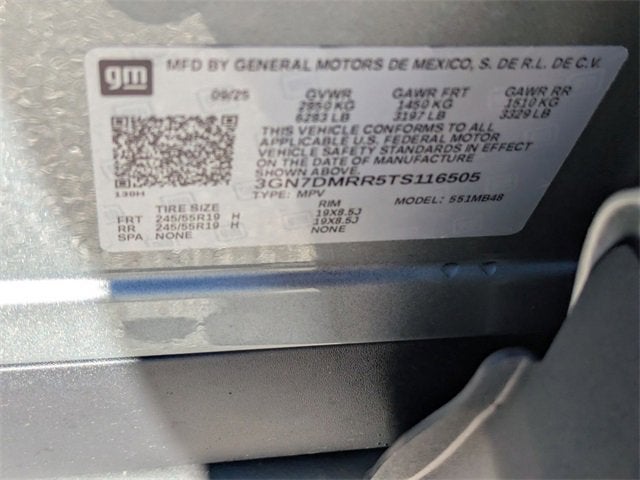 gm
MFD BY GENERAL MOTORS DE MEXICO, S. DE R.L. DE C.V.
09/25 GVWR GAWR FRT GAWR RR
2850 KG 1450 KG 1510 KG
6283 LB 3197 LB 3329 LB
THIS VEHICLE CONFORMS TO ALL
APPLICABLE U.S. FEDERAL MOTOR
VEHICLE SAFETY STANDARDS IN EFFECT
ON THE DATE OF MANUFACTURE
SHOWN ABOVE.
3GN7DMRR5TS116505
TYPE: MPV MODEL: 551MB48
139H
TIRE SIZE RIM
FRT 245/55R19 H 19X8.5J
RR 245/55R19 H 19X8.5J
SPA NONE NONE